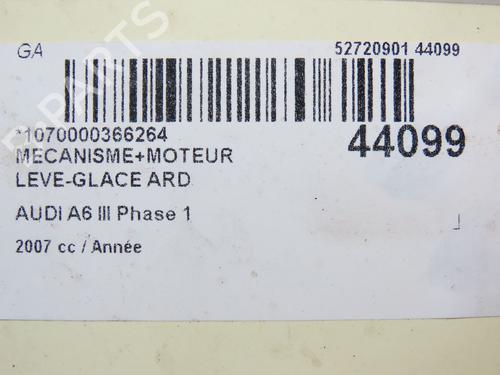 GA
52720901 44099
*1070000366264
44099
MECANISME+MOTEUR
LEVE-GLACE ARD
AUDI A6 III Phase 1
2007 cc / Année